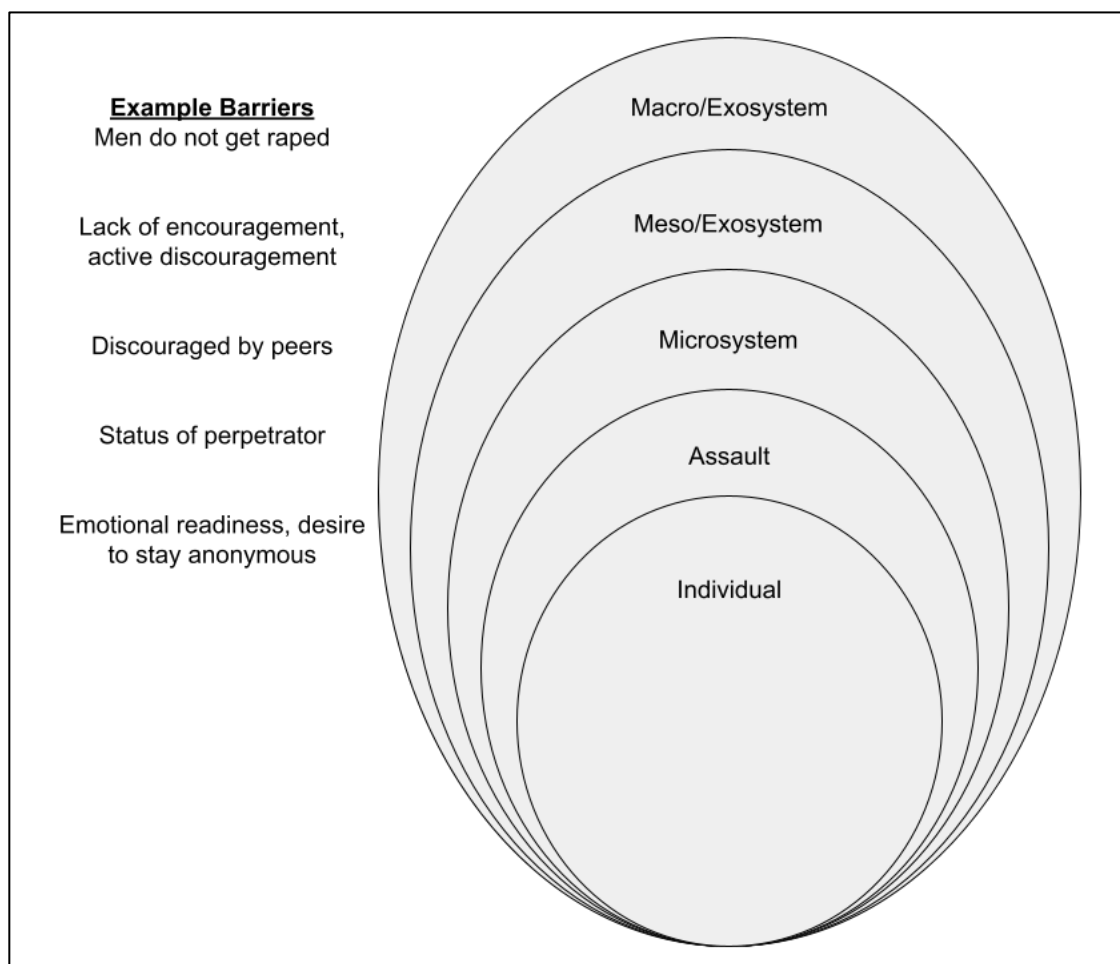 Example Barriers
Men do not get raped
Macro/Exosystem
Lack of encouragement,
active discouragement
Meso/Exosystem
Discouraged by peers
Microsystem
Status of perpetrator
Assault
Emotional readiness, desire
to stay anonymous
Individual